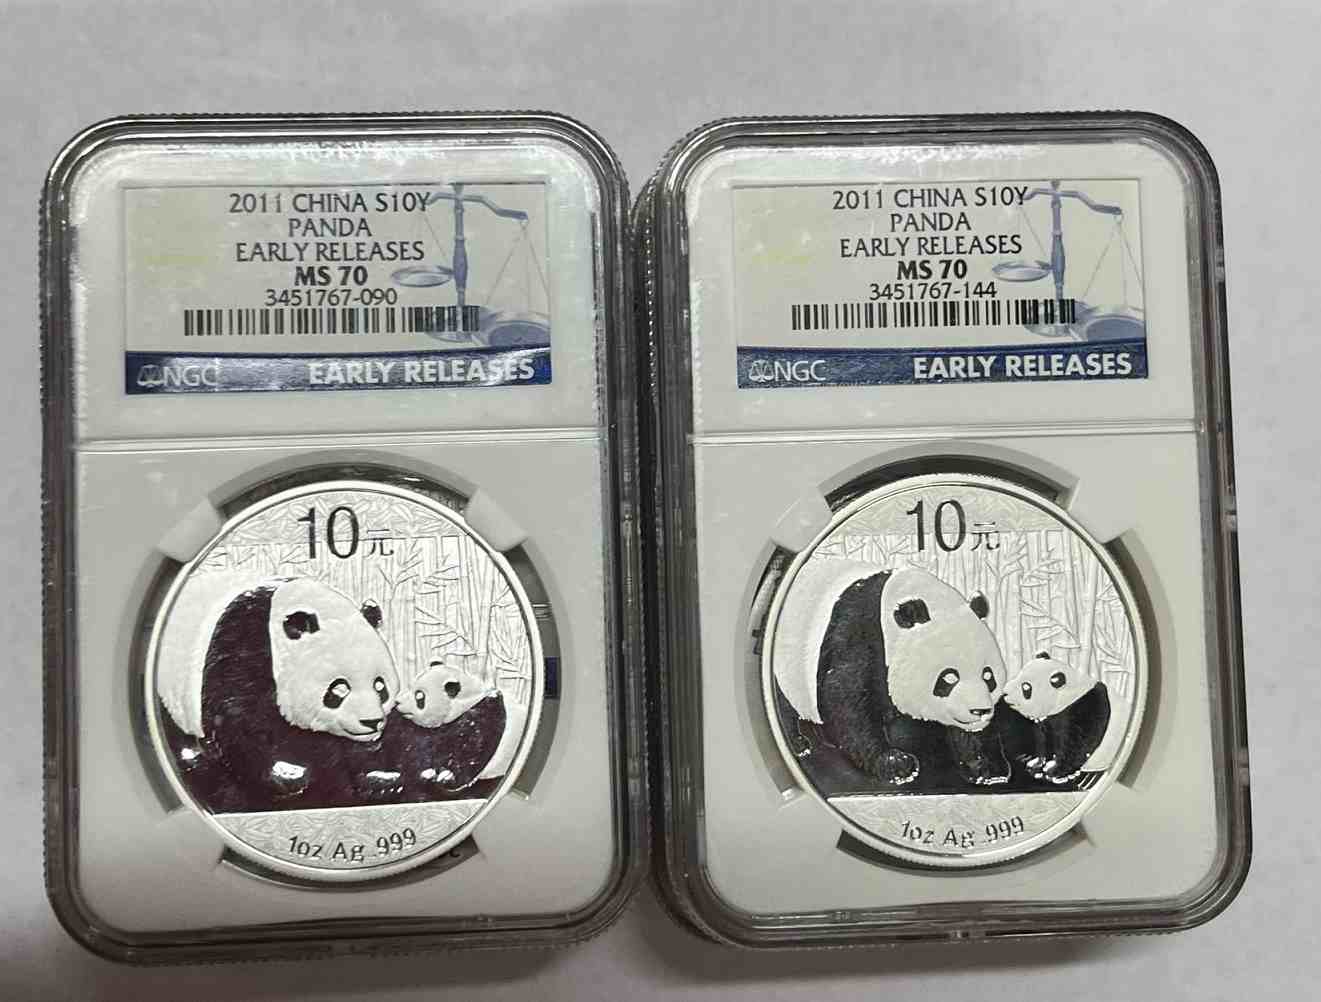 2011 CHINA S10Y
PANDA
EARLY RELEASES
MS 70
3451767-090
NGC EARLY RELEASES
10元
1oz Ag .999
2011 CHINA S10Y
PANDA
EARLY RELEASES
MS 70
3451767-144
NGC EARLY RELEASES
10元
1oz Ag .999